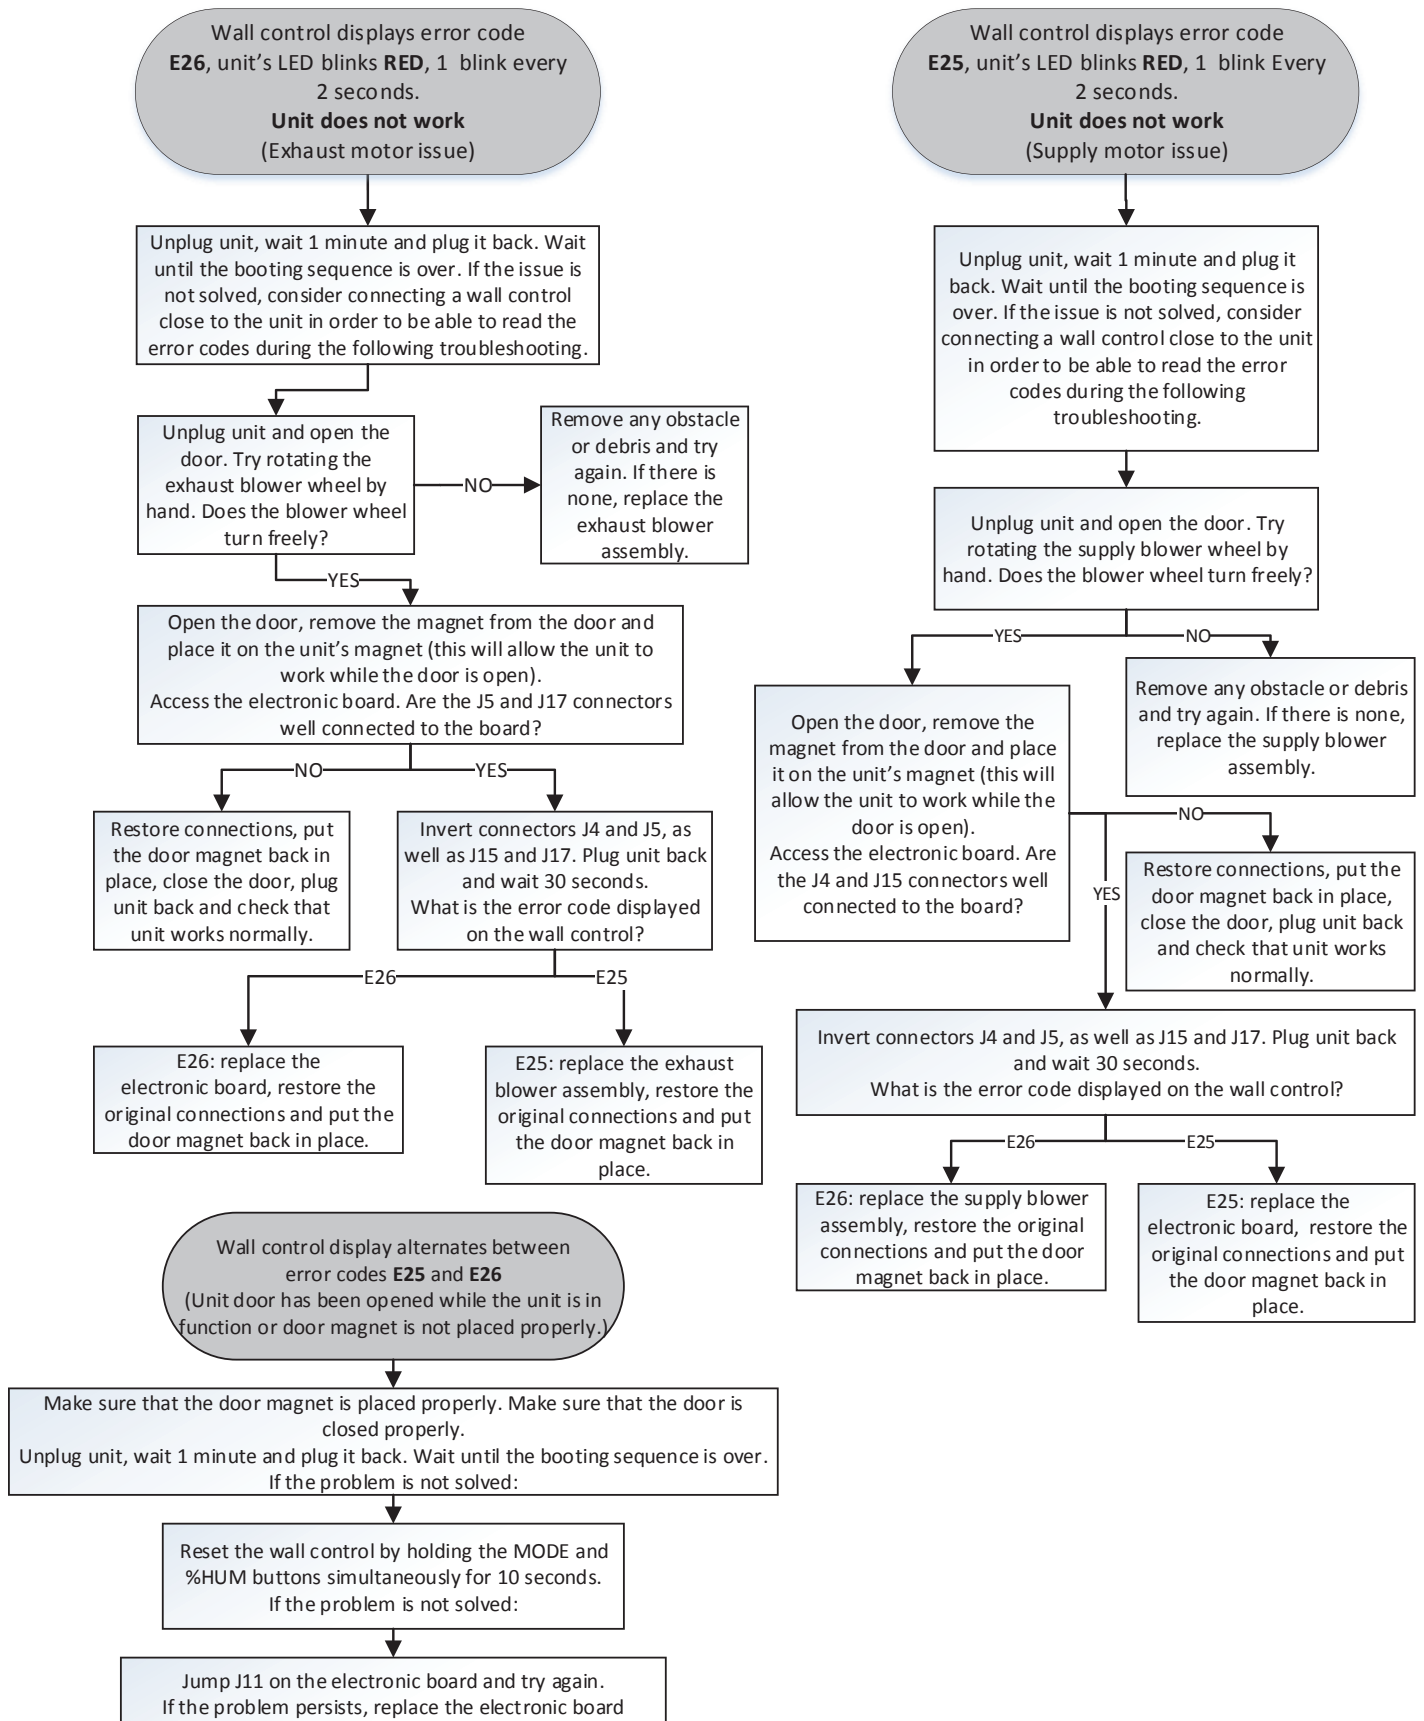 Wall control displays error code
E26, unit's LED blinks RED, 1 blink every
2 seconds.
Unit does not work
(Exhaust motor issue)
Unplug unit, wait 1 minute and plug it back. Wait
until the booting sequence is over. If the issue is
not solved, consider connecting a wall control
close to the unit in order to be able to read the
error codes during the following troubleshooting.
Unplug unit and open the
door. Try rotating the
exhaust blower wheel by
hand. Does the blower wheel
turn freely?
NO
Remove any obstacle
or debris and try
again. If there is
none, replace the
exhaust blower
assembly.
YES
Open the door, remove the magnet from the door and
place it on the unit's magnet (this will allow the unit to
work while the door is open).
Access the electronic board. Are the J5 and J17 connectors
well connected to the board?
NO
YES
Restore connections, put
the door magnet back in
place, close the door, plug
unit back and check that
unit works normally.
Invert connectors J4 and J5, as
well as J15 and J17. Plug unit back
and wait 30 seconds.
What is the error code displayed
on the wall control?
E26
E25
E26: replace the
electronic board, restore the
original connections and put the
door magnet back in place.
E25: replace the exhaust
blower assembly, restore the
original connections and put
the door magnet back in
place.
Wall control display alternates between
error codes E25 and E26
(Unit door has been opened while the unit is in
function or door magnet is not placed properly.)
Make sure that the door magnet is placed properly. Make sure that the door is
closed properly.
Unplug unit, wait 1 minute and plug it back. Wait until the booting sequence is over.
If the problem is not solved:
Reset the wall control by holding the MODE and
%HUM buttons simultaneously for 10 seconds.
If the problem is not solved:
Jump J11 on the electronic board and try again.
If the problem persists, replace the electronic board
Wall control displays error code
E25, unit's LED blinks RED, 1 blink Every
2 seconds.
Unit does not work
(Supply motor issue)
Unplug unit, wait 1 minute and plug it
back. Wait until the booting sequence is
over. If the issue is not solved, consider
connecting a wall control close to the unit
in order to be able to read the error
codes during the following
troubleshooting.
Unplug unit and open the door. Try
rotating the supply blower wheel by
hand. Does the blower wheel turn freely?
YES
NO
Remove any obstacle or debris
and try again. If there is none,
replace the supply blower
assembly.
Open the door, remove the
magnet from the door and place
it on the unit's magnet (this will
allow the unit to work while the
door is open).
Access the electronic board. Are
the J4 and J15 connectors well
connected to the board?
NO
YES
Restore connections, put the
door magnet back in place,
close the door, plug unit back
and check that unit works
normally.
Invert connectors J4 and J5, as well as J15 and J17. Plug unit back
and wait 30 seconds.
What is the error code displayed on the wall control?
E26
E25
E26: replace the supply blower
assembly, restore the original
connections and put the door
magnet back in place.
E25: replace the
electronic board, restore the
original connections and put
the door magnet back in
place.